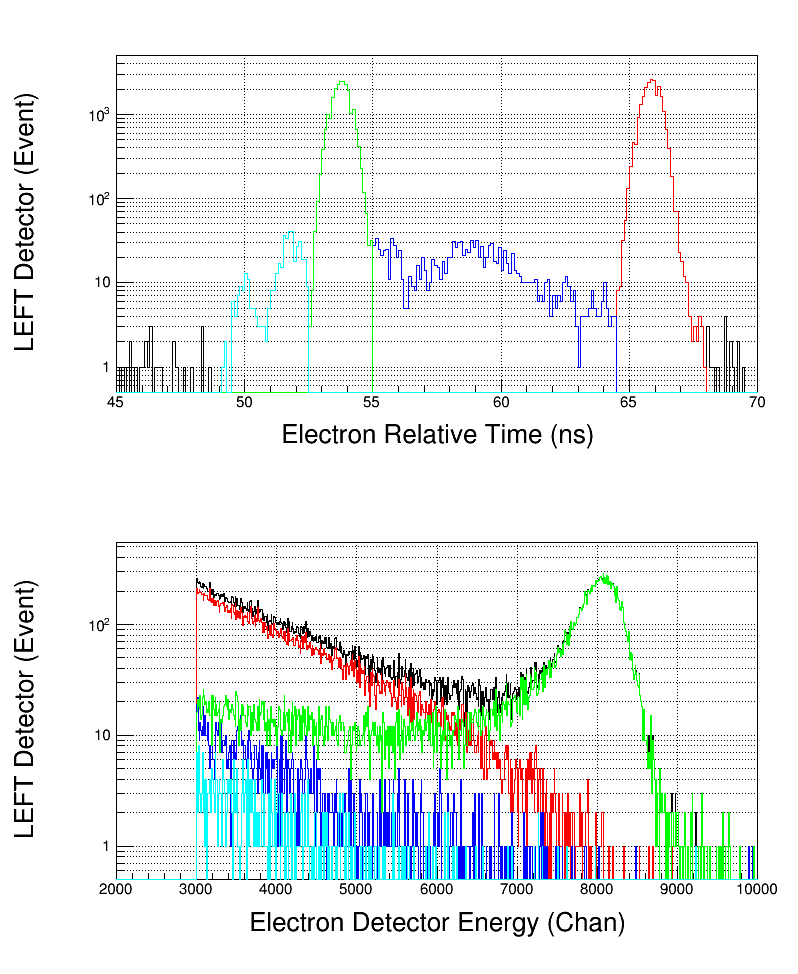 LEFT Detector (Event)
10³
10²
10
1
45 50 55 60 65 70
Electron Relative Time (ns)
LEFT Detector (Event)
10²
10
1
2000 3000 4000 5000 6000 7000 8000 9000 10000
Electron Detector Energy (Chan)